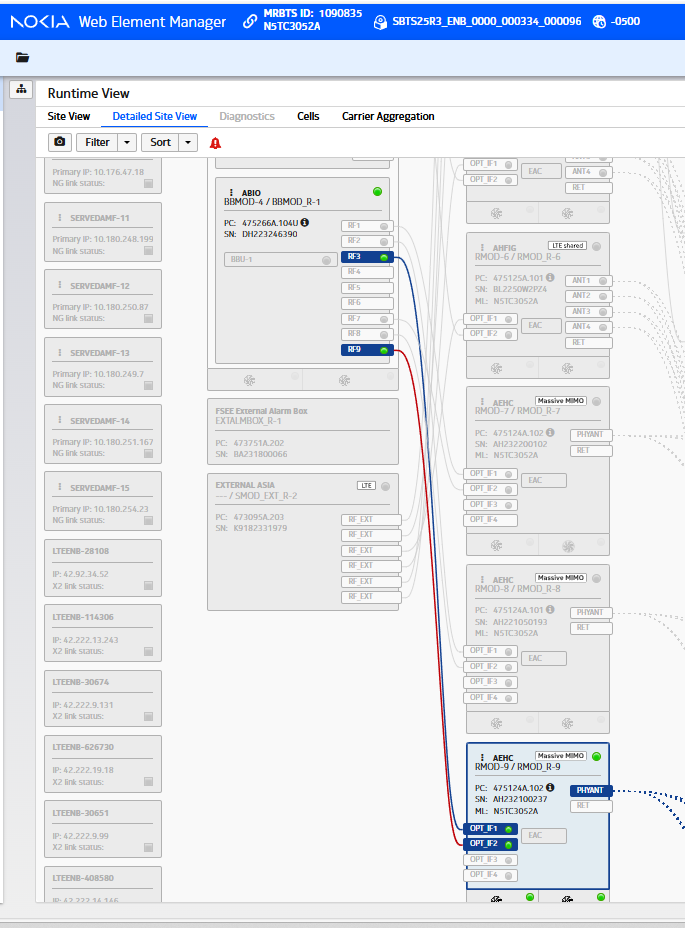 NOKIA Web Element Manager
MRBTS ID: 1090835
N5TC3052A
SBTS25R3_ENB_0000_000334_000096
-0500
Runtime View
Site View
Detailed Site View
Diagnostics
Cells
Carrier Aggregation
Filter
Sort
Primary IP: 10.176.47.18
NG link status:
SERVEDAMF-11
Primary IP: 10.180.248.199
NG link status:
SERVEDAMF-12
Primary IP: 10.180.250.87
NG link status:
SERVEDAMF-13
Primary IP: 10.180.249.7
NG link status:
SERVEDAMF-14
Primary IP: 10.180.251.167
NG link status:
SERVEDAMF-15
Primary IP: 10.180.254.23
NG link status:
LTEENB-28108
IP: 42.92.34.52
X2 link status:
LTEENB-114306
IP: 42.222.13.243
X2 link status:
LTEENB-30674
IP: 42.222.9.131
X2 link status:
LTEENB-626730
IP: 42.222.19.18
X2 link status:
LTEENB-30651
IP: 42.222.9.99
X2 link status:
LTEENB-408580
IP: 42.222.14.146
ABIO
BBMOD-4 / BBMOD_R-1
PC: 475266A.104U
SN: DH223246390
BBU-1
RF1
RF2
RF3
RF4
RF5
RF6
RF7
RF8
RF9
FSEE External Alarm Box
EXTALMBOX_R-1
PC: 473751A.202
SN: BA231800066
EXTERNAL ASIA
LTE
--- / SMOD_EXT_R-2
PC: 473095A.203
SN: K9182331979
RF_EXT
RF_EXT
RF_EXT
RF_EXT
RF_EXT
RF_EXT
OPT_IF1
OPT_IF2
EAC
ANT4
RET
AHFIG
LTE shared
RMOD-6 / RMOD_R-6
PC: 475125A.101
SN: BL2250W2PZ4
ML: N5TC3052A
ANT1
ANT2
ANT3
ANT4
RET
OPT_IF1
OPT_IF2
EAC
AEHC
Massive MIMO
RMOD-7 / RMOD_R-7
PC: 475124A.102
SN: AH232200102
ML: N5TC3052A
PHYANT
RET
OPT_IF1
OPT_IF2
OPT_IF3
OPT_IF4
EAC
AEHC
Massive MIMO
RMOD-8 / RMOD_R-8
PC: 475124A.101
SN: AH221050193
ML: N5TC3052A
PHYANT
RET
OPT_IF1
OPT_IF2
OPT_IF3
OPT_IF4
EAC
AEHC
Massive MIMO
RMOD-9 / RMOD_R-9
PC: 475124A.102
SN: AH232100237
ML: N5TC3052A
PHYANT
RET
OPT_IF1
OPT_IF2
OPT_IF3
OPT_IF4
EAC